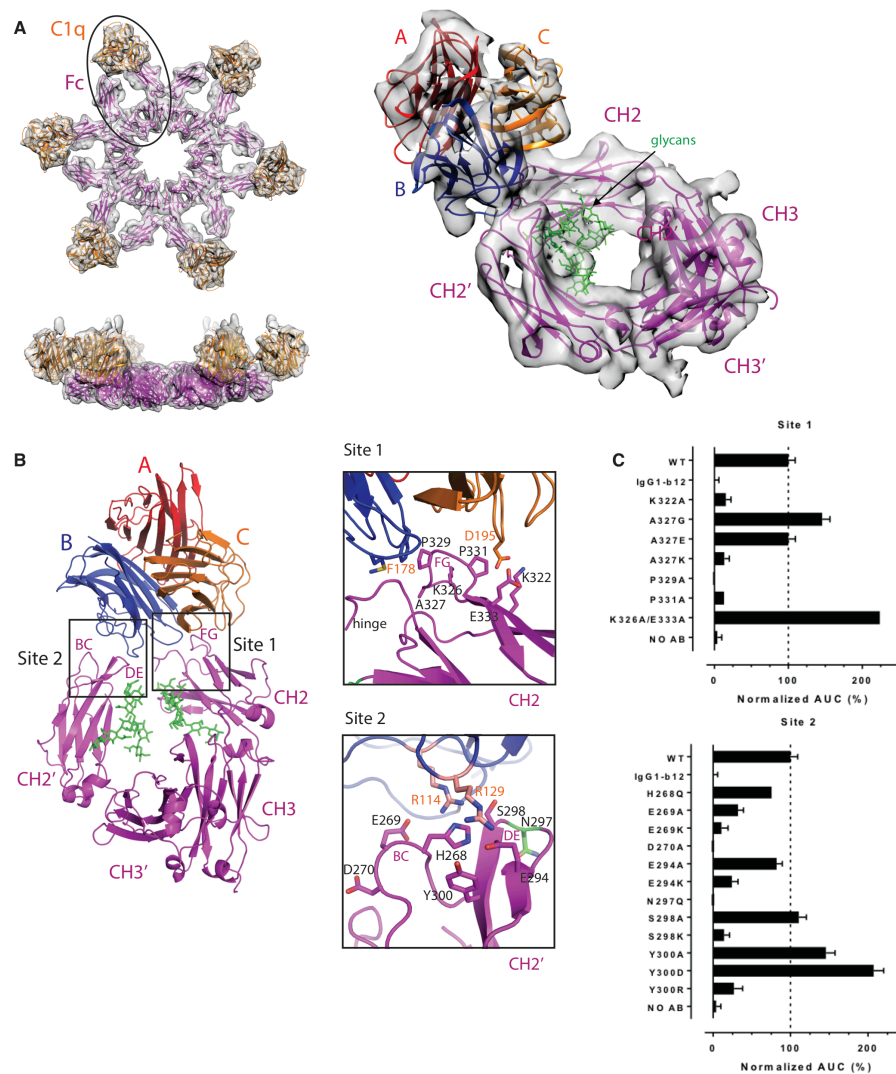 A
C1q
Fc
A
C
CH2
glycans
B
CH2'
CH3
CH2'
CH3'
B
A
B
C
BC
FG
Site 2
Site 1
DE
CH2
CH2'
CH3
CH3'
Site 1
D195
P329
P331
FG
F178
K322
K326
A327
E333
hinge
CH2
Site 2
R129
R114
S298
E269
N297
DE
BC
H268
D270
E294
Y300
CH2'
C
Site 1
WT
IgG1-b12
K322A
A327G
A327E
A327K
P329A
P331A
K326A/E333A
NO AB
0 100 200
Normalized AUC (%)
Site 2
WT
IgG1-b12
H268Q
E269A
E269K
D270A
E294A
E294K
N297Q
S298A
S298K
Y300A
Y300D
Y300R
NO AB
0 100 200
Normalized AUC (%)